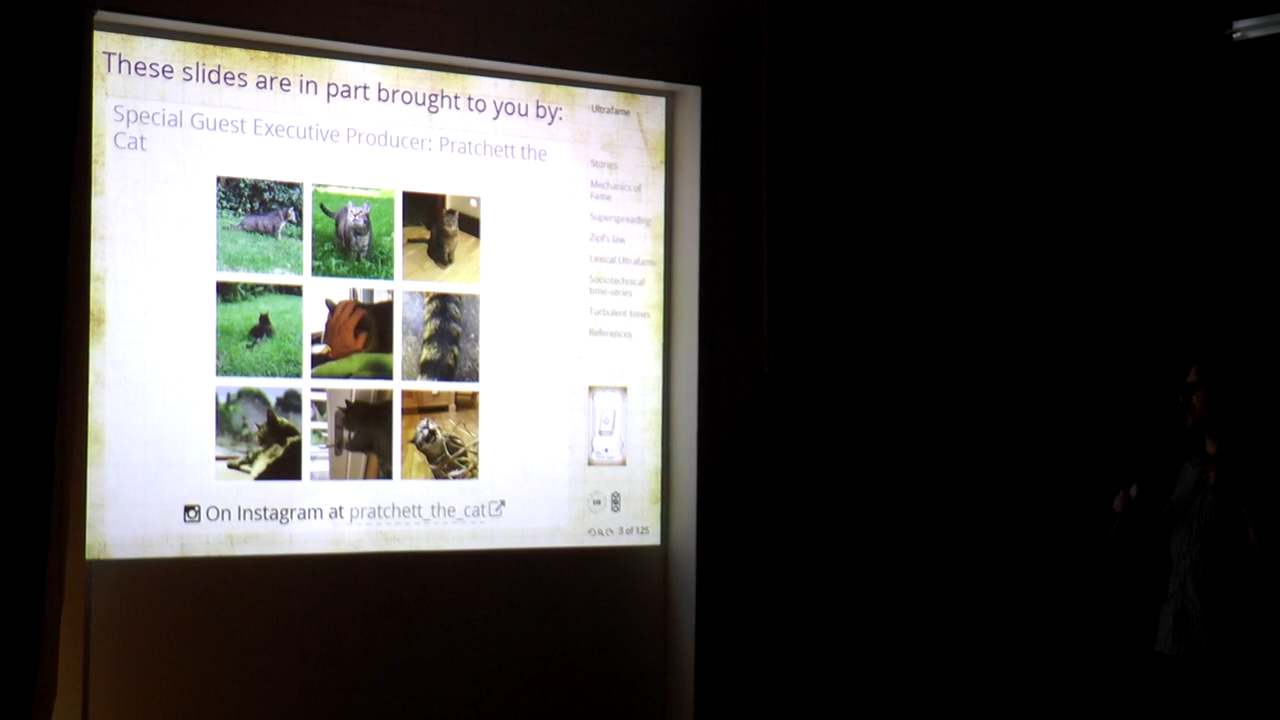 These slides are in part brought to you by:
Special Guest Executive Producer: Pratchett the
Cat
On Instagram at pratchett_the_cat
Ultrafame
Stories
Mechanics of
Fame
Superspreading
Zipf's law
Lexical Ultrafame
Sociotechnical
time-series
Turbulent times
References
3 of 125